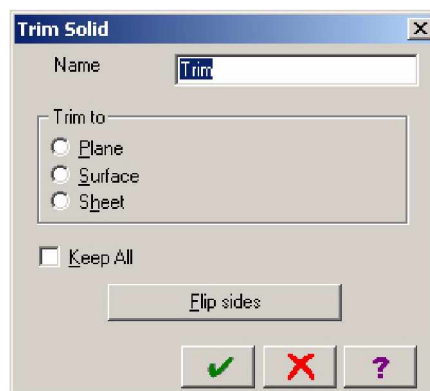 Trim Solid
Name Trim
Trim to
Plane
Surface
Sheet
Keep All
Flip sides
?